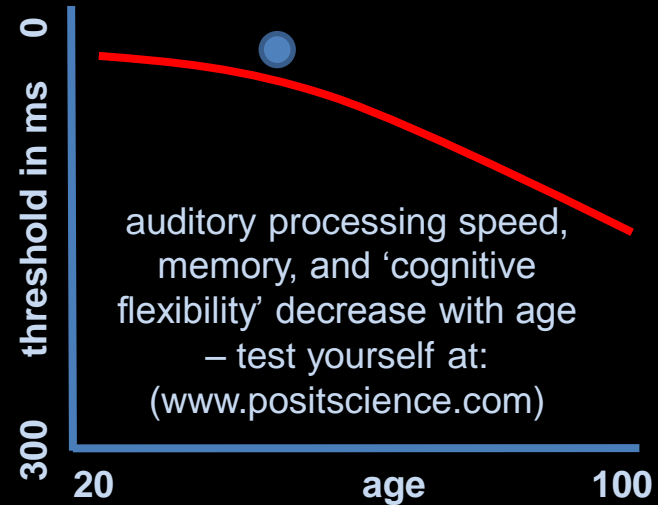 0
threshold in ms
300
auditory processing speed,
memory, and ‘cognitive
flexibility’ decrease with age
– test yourself at:
(www.positscience.com)
20 age 100